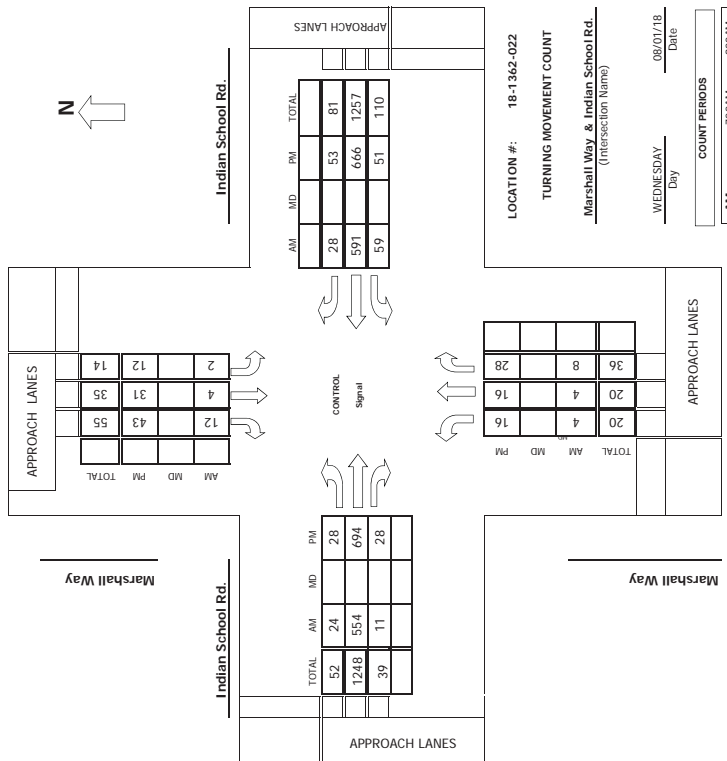 APPROACH LANES
N
Indian School Rd.
AM MD PM TOTAL
28 53 81
591 666 1257
59 51 110
LOCATION #: 18-1362-022
TURNING MOVEMENT COUNT
Marshall Way & Indian School Rd.
(Intersection Name)
WEDNESDAY 08/01/18
Day Date
COUNT PERIODS
APPROACH LANES
TOTAL 55 35 14
PM 43 31 12
MD
AM 12 4 2
CONTROL
Signal
PM 16 16 28
MD
AM 4 4 8
MD
TOTAL 20 20 36
APPROACH LANES
Marshall Way
Indian School Rd.
Marshall Way
TOTAL AM MD PM
52 24 28
1248 554 694
39 11 28
APPROACH LANES